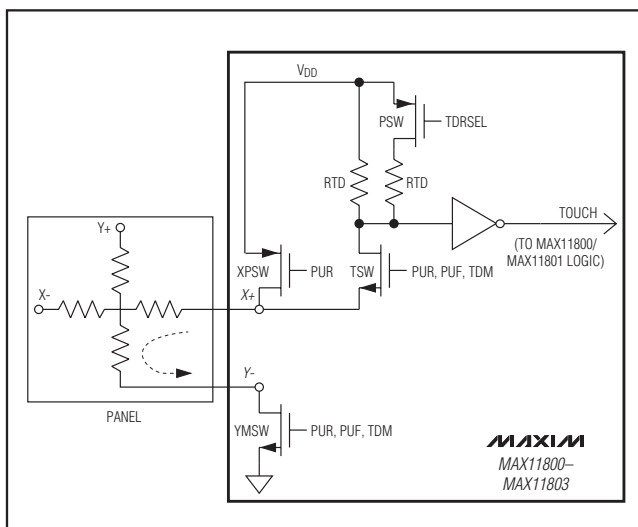 VDD
PSW
TDRSEL
RTD
RTD
TOUCH
(TO MAX11800/
MAX11801 LOGIC)
Y+
XPSW
PUR
TSW
PUR, PUF, TDM
X-
X+
Y-
PANEL
YMSW
PUR, PUF, TDM
MAXIM
MAX11800–
MAX11803